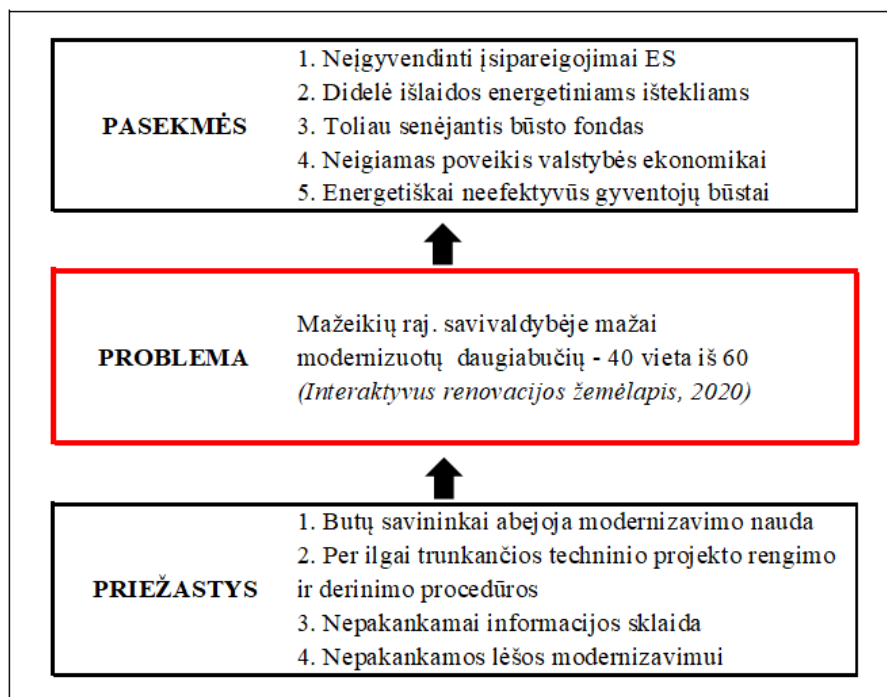 PASEKMĖS
1. Neįgyvendinti įsipareigojimai ES
2. Didelė išlaidos energetiniams ištekliams
3. Toliau senėjantis būsto fondas
4. Neigiamas poveikis valstybės ekonomikai
5. Energetiškai neefektyvūs gyventojų būstai
PROBLEMA
Mažeikių raj. savivaldybėje mažai
modernizuotų daugiabučių - 40 vieta iš 60
(Interaktyvus renovacijos žemėlapis, 2020)
PRIEŽASTYS
1. Butų savininkai abejoja modernizavimo nauda
2. Per ilgai trunkančios techninio projekto rengimo
ir derinimo procedūros
3. Nepakankamai informacijos sklaida
4. Nepakankamos lėšos modernizavimui